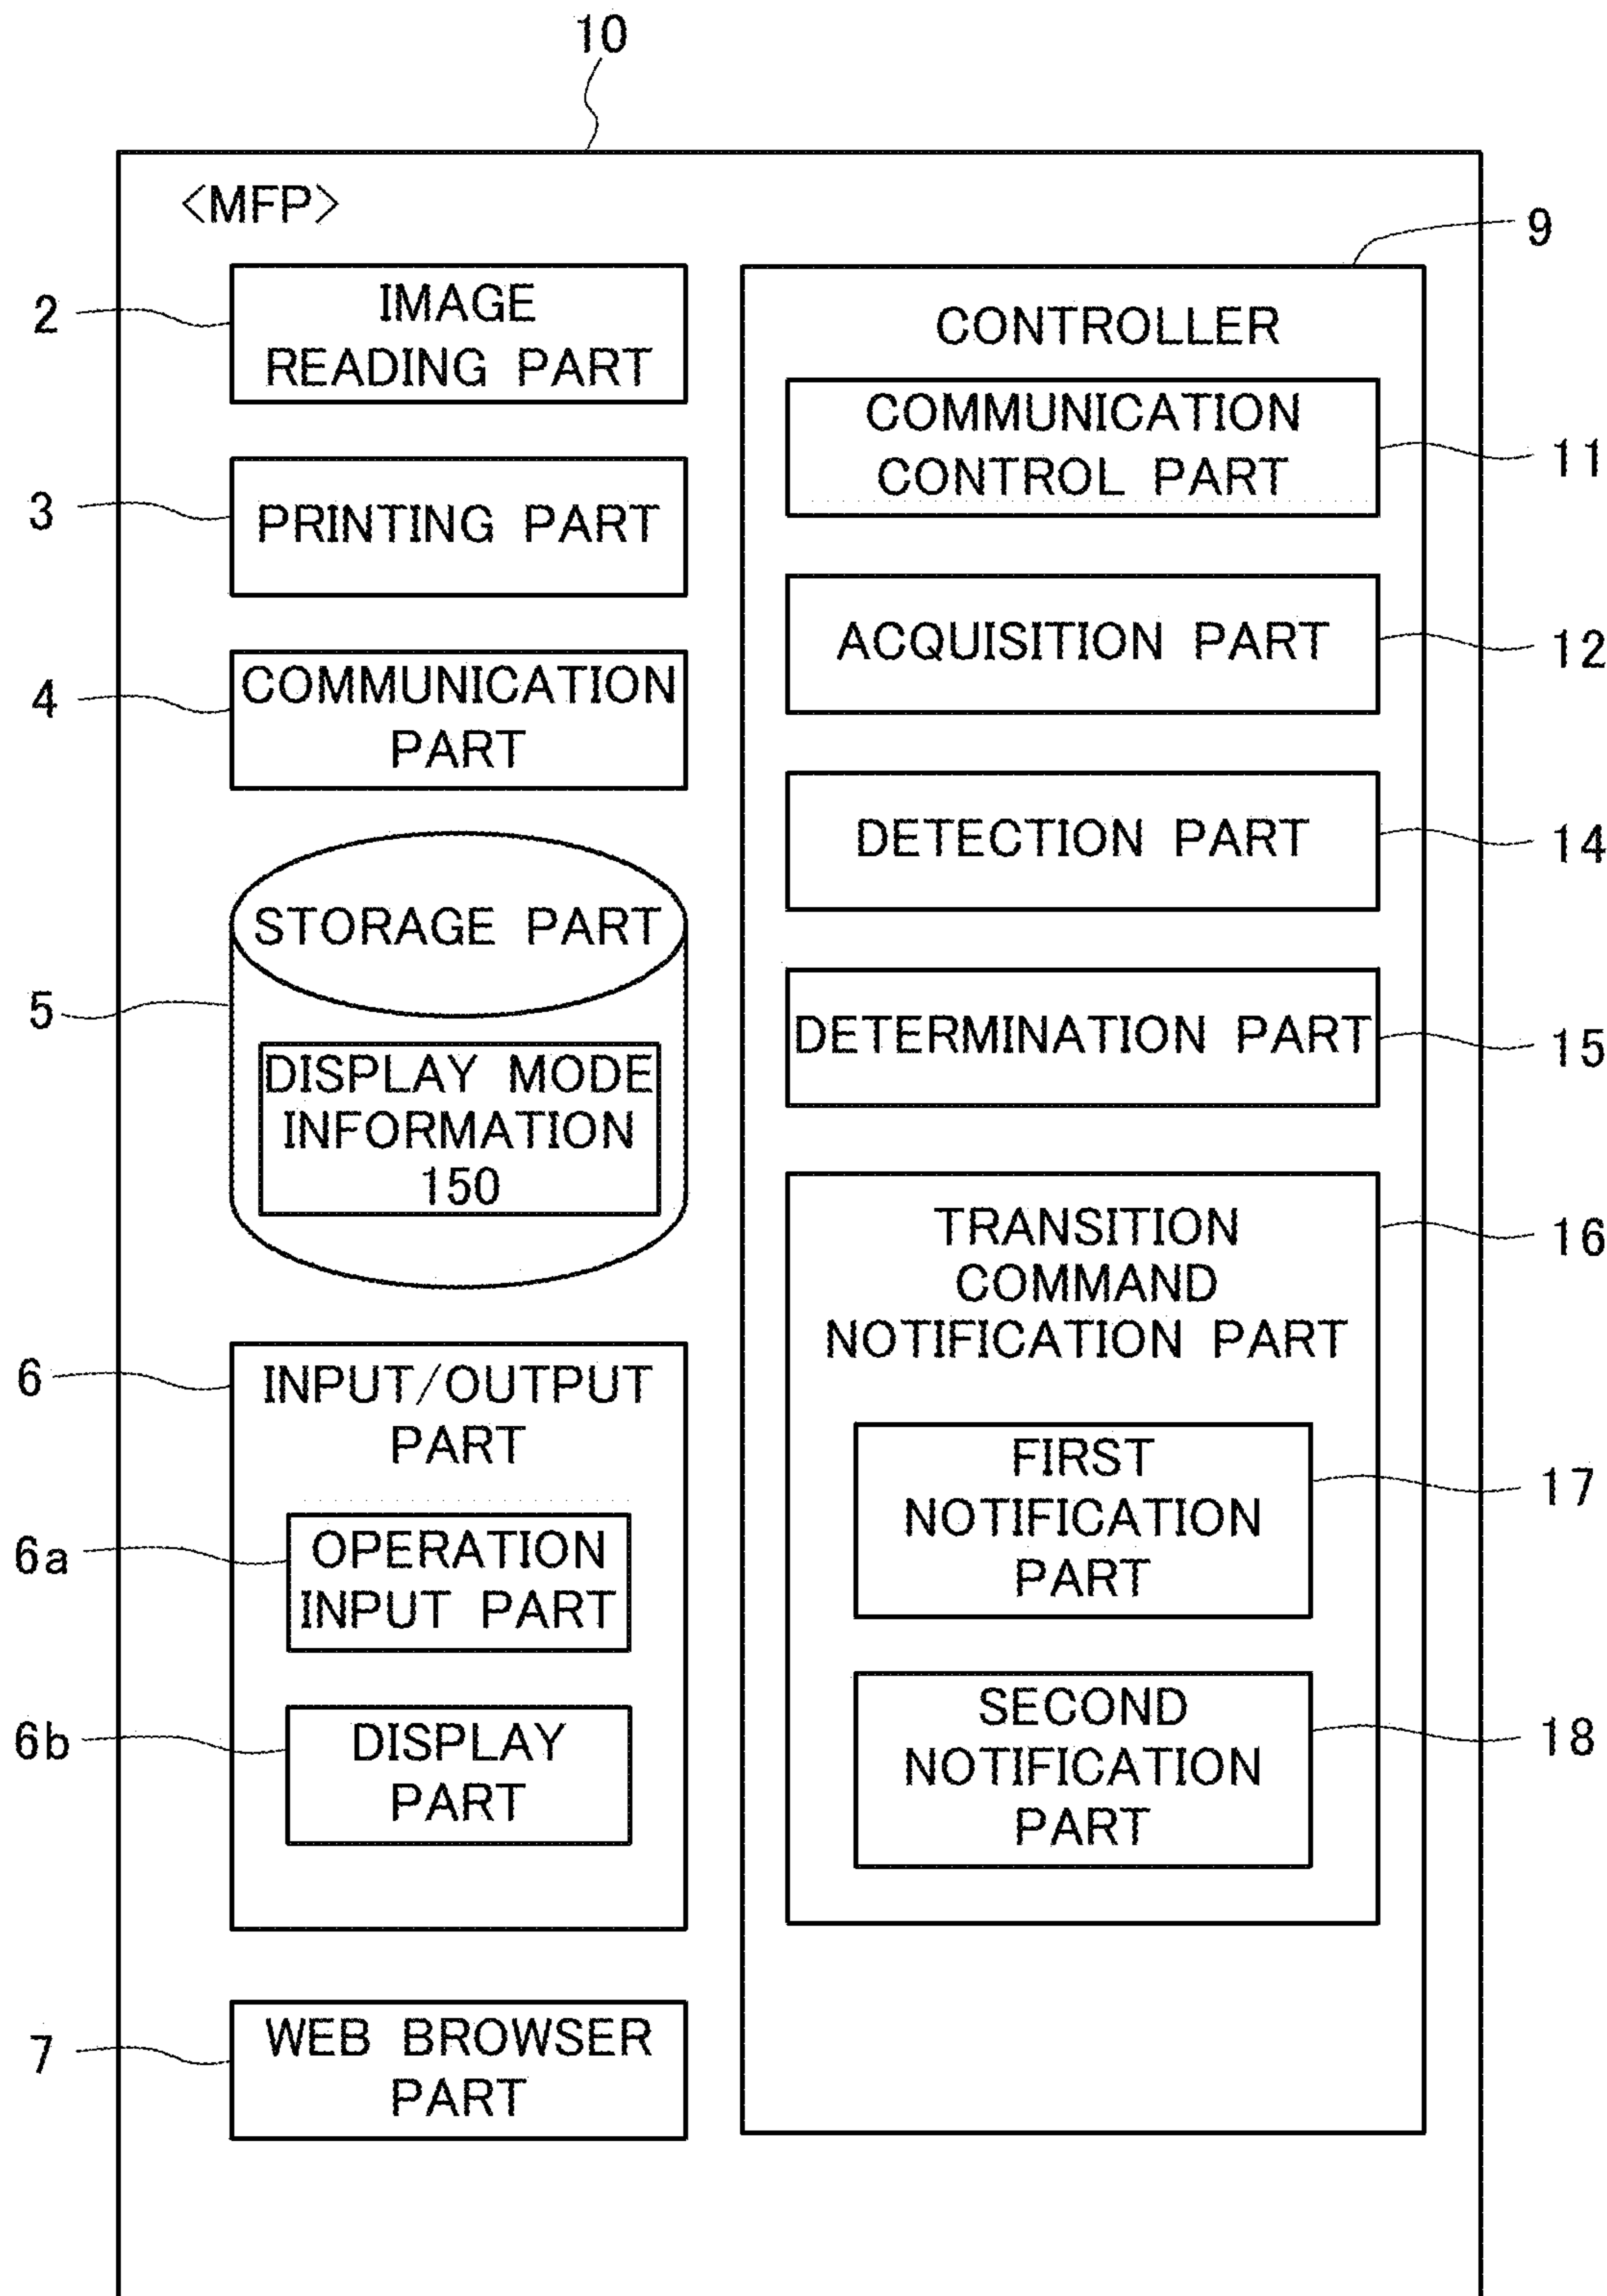 10
<MFP>
2
IMAGE
READING PART
3
PRINTING PART
4
COMMUNICATION
PART
5
STORAGE PART
DISPLAY MODE
INFORMATION
150
6
INPUT/OUTPUT
PART
6a
OPERATION
INPUT PART
6b
DISPLAY
PART
7
WEB BROWSER
PART
9
CONTROLLER
COMMUNICATION
CONTROL PART
11
ACQUISITION PART
12
DETECTION PART
14
DETERMINATION PART
15
TRANSITION
COMMAND
NOTIFICATION PART
16
FIRST
NOTIFICATION
PART
17
SECOND
NOTIFICATION
PART
18